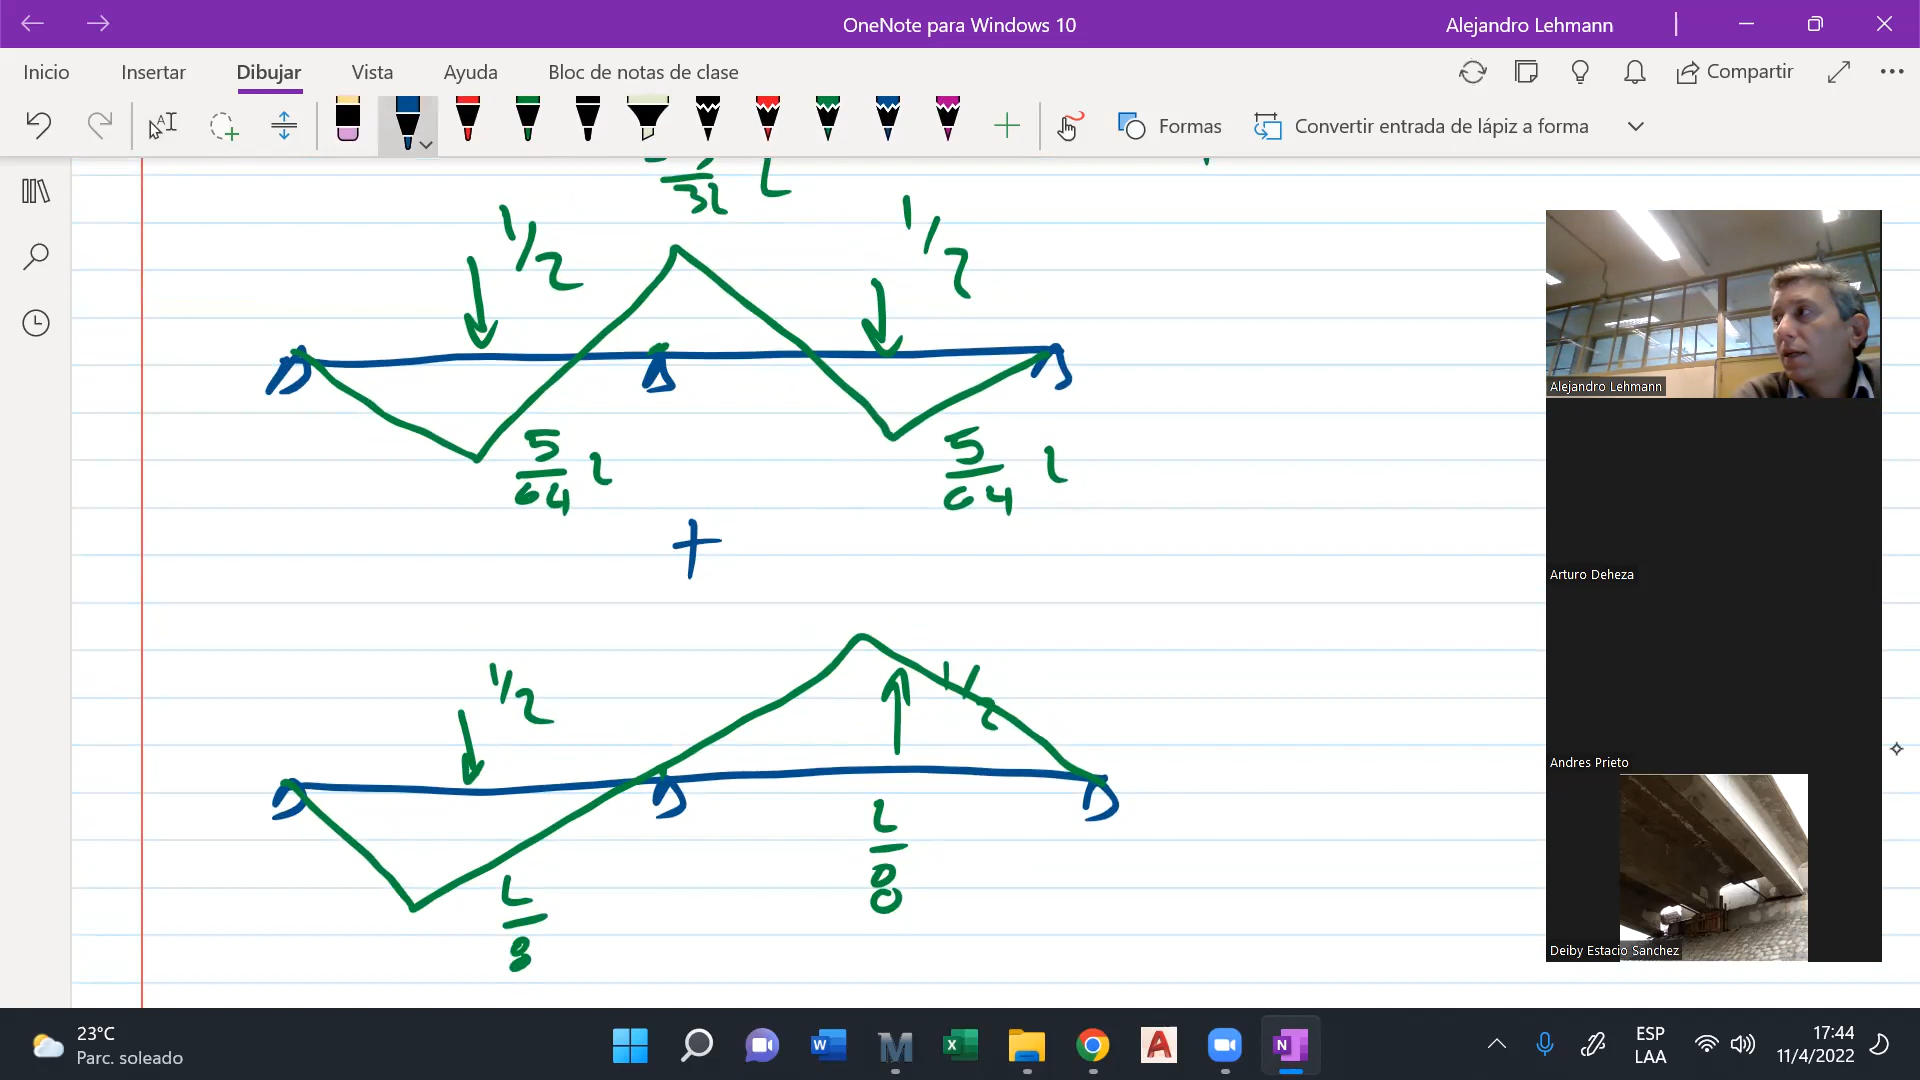 OneNote para Windows 10
Alejandro Lehmann
Inicio
Insertar
Dibujar
Vista
Ayuda
Bloc de notas de clase
Compartir
Formas
Convertir entrada de lápiz a forma
32 L
1/2
1/2
5/64 L
5/64 L
+
1/2
1/2
L/8
L/8
Alejandro Lehmann
Arturo Deheza
Andres Prieto
Deiby Estacio Sanchez
23°C
Parc. soleado
ESP
LAA
17:44
11/4/2022